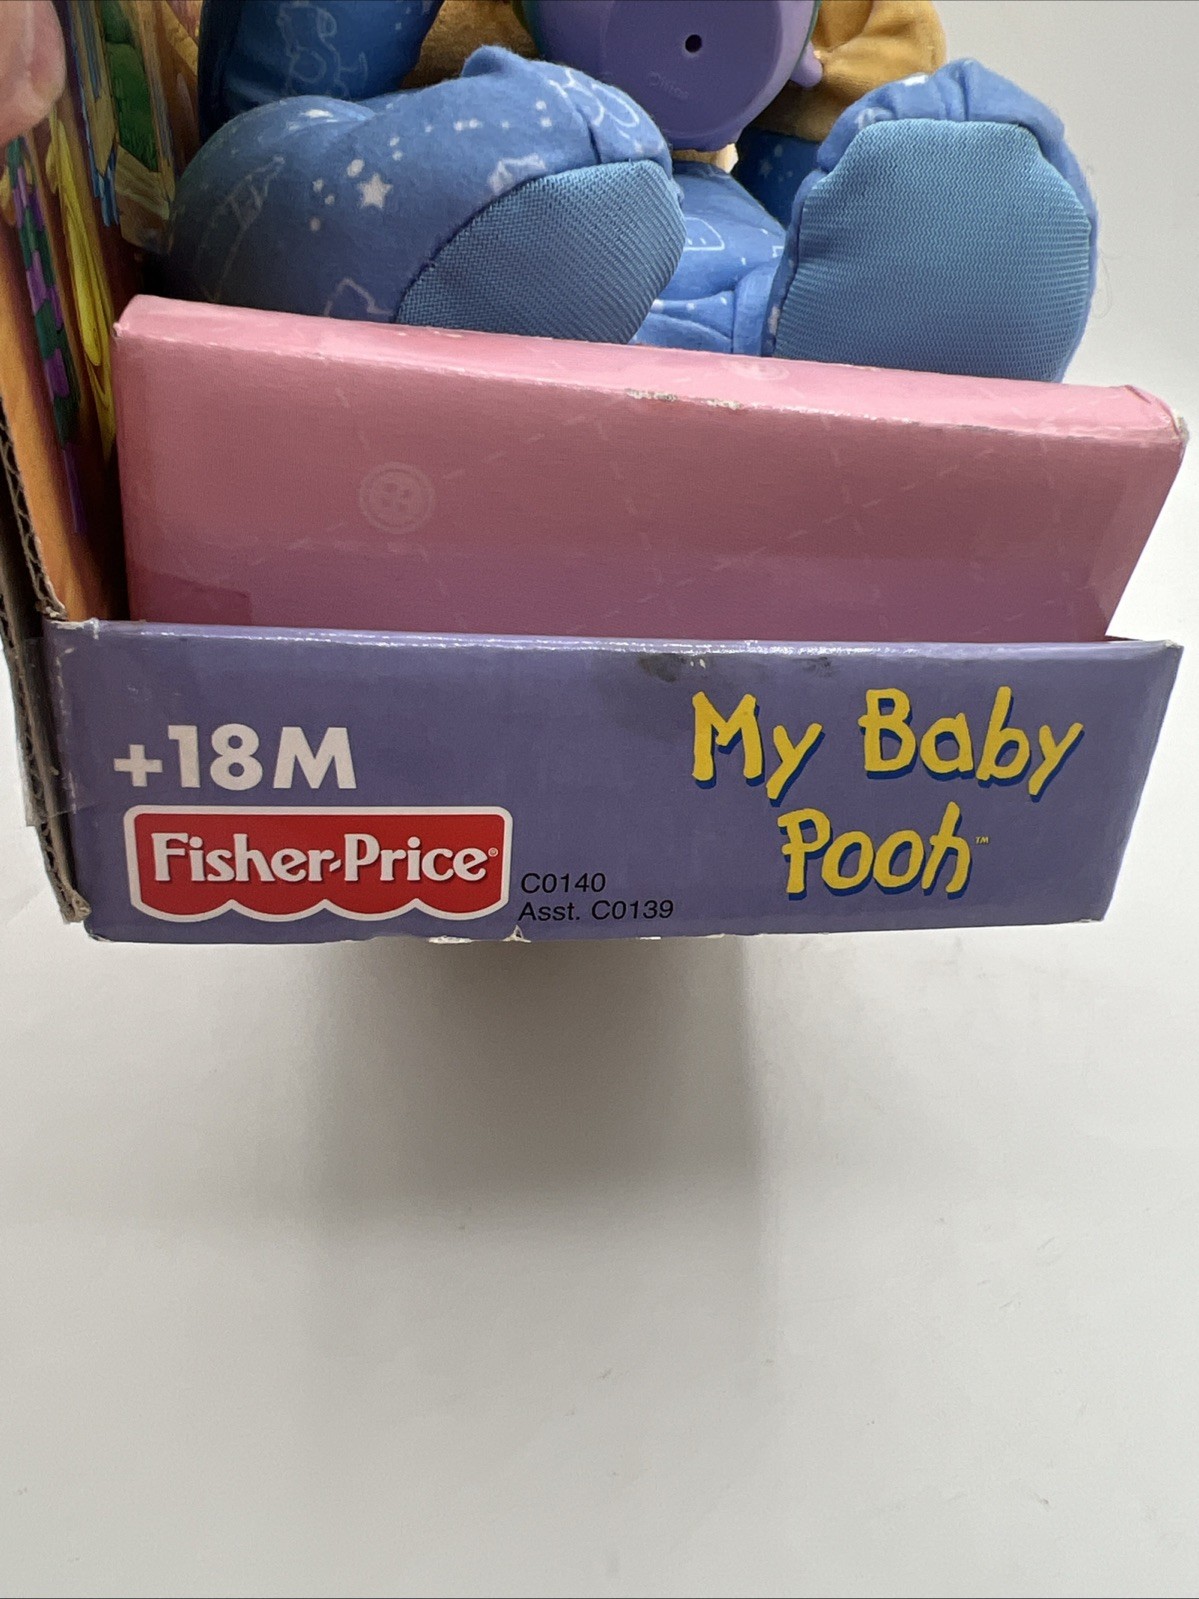 +18M
Fisher-Price®
C0140
Asst. C0139
My Baby
Pooh™